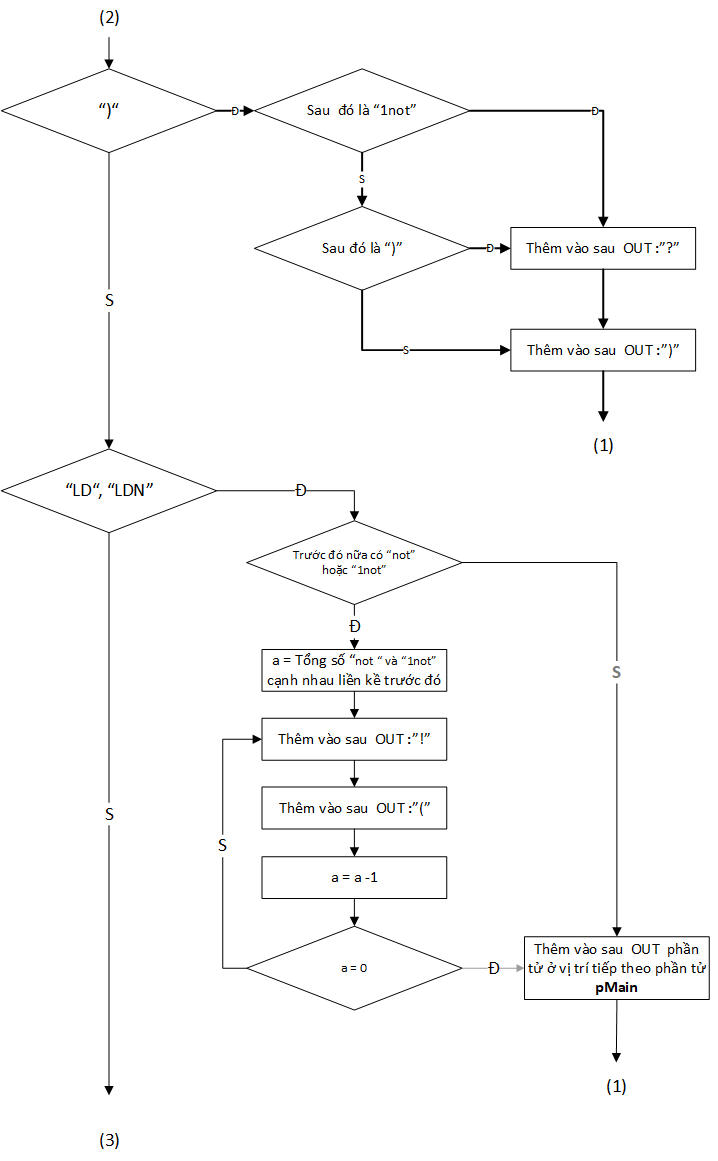 (2)
“)“
Đ
Sau đó là “1not”
Đ
S
Sau đó là “)”
Đ
Thêm vào sau OUT :”?”
S
S
Thêm vào sau OUT :”)”
(1)
“LD“, “LDN”
Đ
Trước đó nữa có “not”
hoặc “1not”
Đ
a = Tổng số “not “ và “1not”
cạnh nhau liền kề trước đó
S
Thêm vào sau OUT :”!”
Thêm vào sau OUT :”(”
S
S
a = a -1
a = 0
Đ
Thêm vào sau OUT phần
tử ở vị trí tiếp theo phần tử
pMain
(1)
(3)